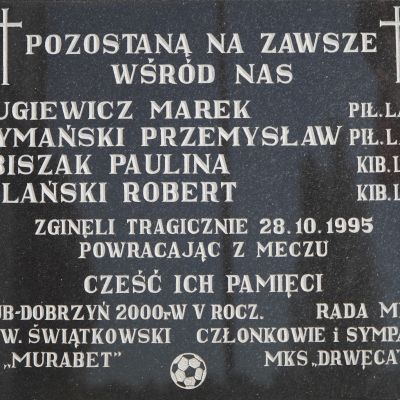 POZOSTANĄ NA ZAWSZE
WŚRÓD NAS
UGIEWICZ MAREK PIŁ. LA
YMAŃSKI PRZEMYSŁAW PIŁ. LA
BISZAK PAULINA KIB. L
LAŃSKI ROBERT KIB. L
ZGINĘLI TRAGICZNIE 28.10.1995
POWRACAJĄC Z MECZU
CZEŚĆ ICH PAMIĘCI
UB-DOBRZYŃ 2000r. W V ROCZ. RADA M
W. ŚWIĄTKOWSKI CZŁONKOWIE i SYMPA
„MURABET" MKS „DRWĘCA